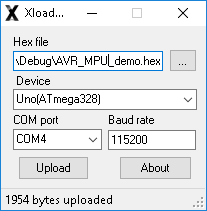 Xload...
Hex file
\Debug\AVR_MPU_demo.hex
...
Device
Uno(ATmega328)
COM port
Baud rate
COM4
115200
Upload
About
1954 bytes uploaded